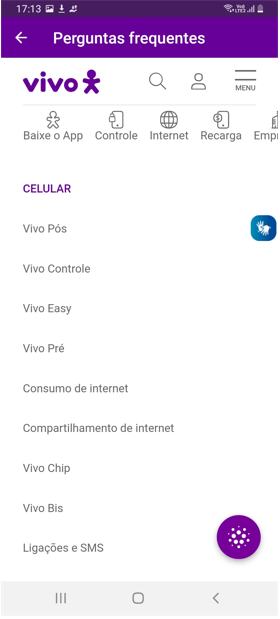 17:13
Perguntas frequentes
vivo
MENU
Baixe o App Controle Internet Recarga Empr
CELULAR
Vivo Pós
Vivo Controle
Vivo Easy
Vivo Pré
Consumo de internet
Compartilhamento de internet
Vivo Chip
Vivo Bis
Ligações e SMS